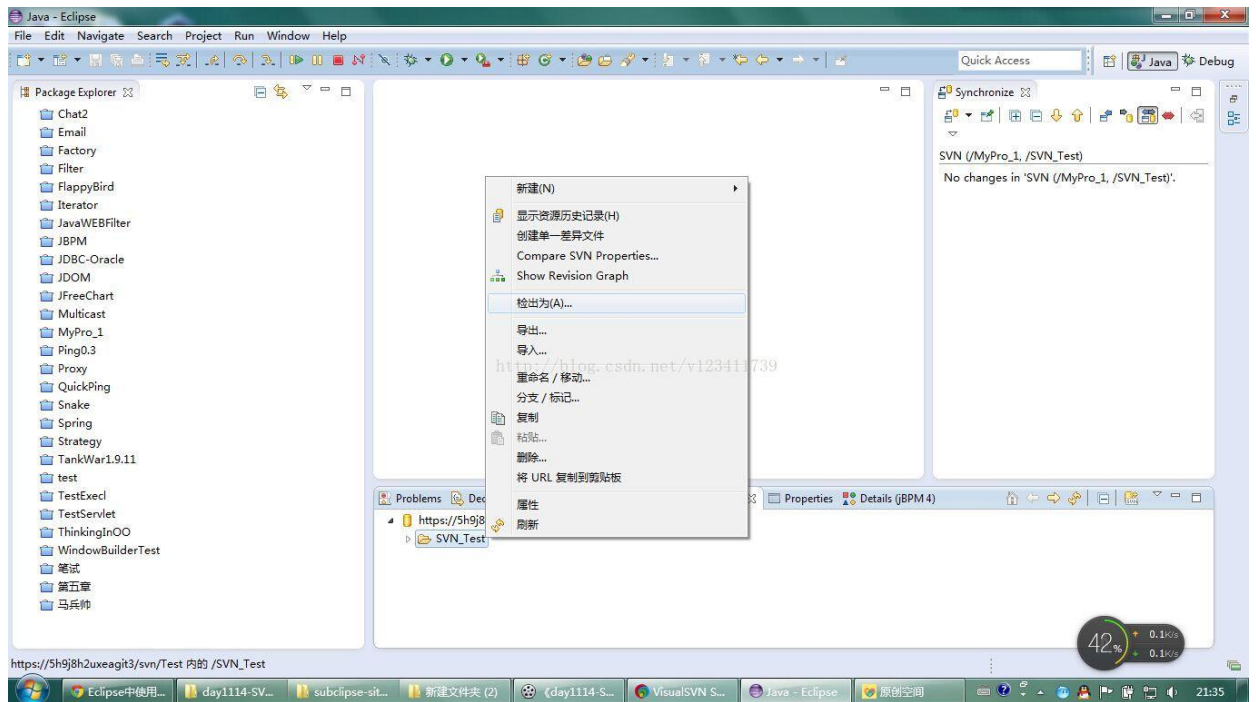 Java - Eclipse
File Edit Navigate Search Project Run Window Help
Quick Access
Java
Debug
Package Explorer
Chat2
Email
Factory
Filter
FlappyBird
Iterator
JavaWEBFilter
JBPM
JDBC-Oracle
JDOM
JFreeChart
Multicast
MyPro_1
Ping0.3
Proxy
QuickPing
Snake
Spring
Strategy
TankWar1.9.11
test
TestExecl
TestServlet
ThinkingInOO
WindowBuilderTest
笔试
第五章
马兵帅
新建(N)
显示资源历史记录(H)
创建单一差异文件
Compare SVN Properties...
Show Revision Graph
检出为(A)...
导出...
导入...
http://blog.csdn.net/v123411739
重命名 / 移动...
分支 / 标记...
复制
粘贴...
删除...
将 URL 复制到剪贴板
属性
刷新
Synchronize
SVN (/MyPro_1, /SVN_Test)
No changes in 'SVN (/MyPro_1, /SVN_Test)'.
Problems
Dec
Properties
Details (jBPM 4)
https://5h9j8
SVN_Test
42%
0.1K/s
0.1K/s
https://5h9j8h2uxeagit3/svn/Test 内的 /SVN_Test
Eclipse中使用...
day1114-SV...
subclipse-sit...
新建文件夹 (2)
《day1114-S...
VisualSVN S...
Java - Eclipse
原创空间
21:35